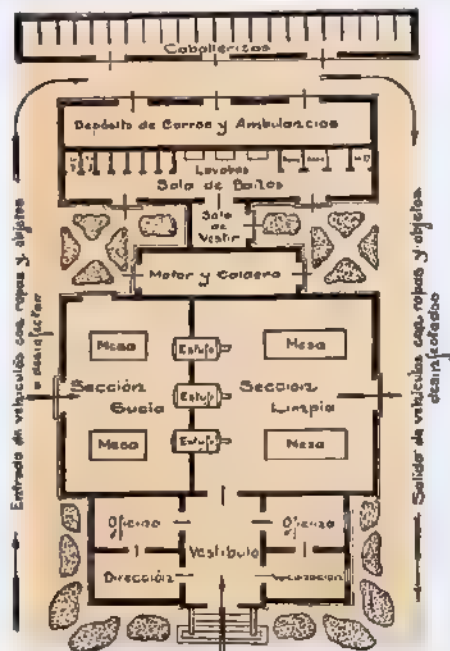 Caballerizas
Depósito de Carros y Ambulancias
Lavabos
Sala de Baños
Sala
de
Vestir
Motor y Caldera
Entrada de vehículos con ropas y objetos
a desinfectar
Salida de vehículos con ropas y objetos
desinfectados
Mesa
Estufa
Mesa
Sección
Sucia
Estufa
Sección
Limpia
Mesa
Estufa
Mesa
Oficina
Oficina
Vestíbulo
Dirección